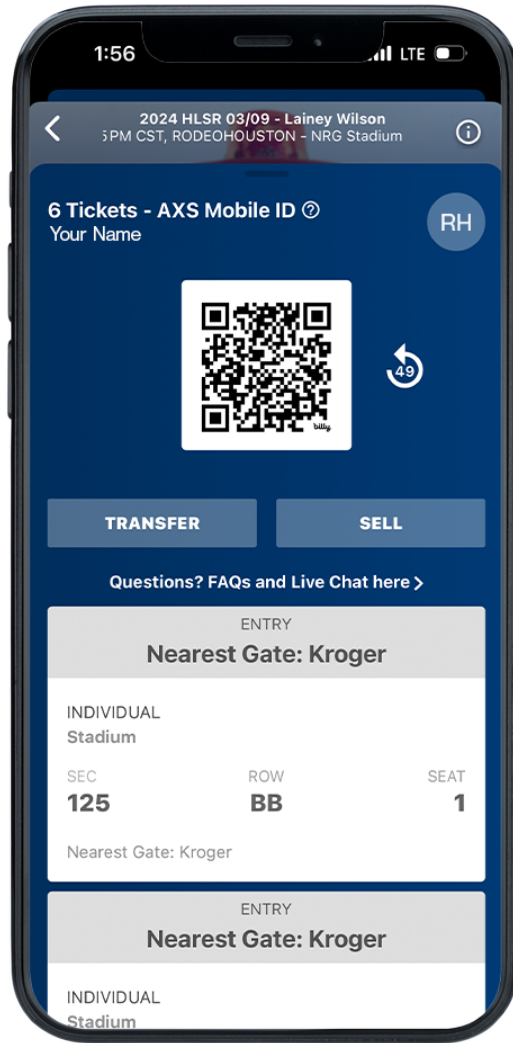 1:56
LTE
2024 HLSR 03/09 - Lainey Wilson
5PM CST, RODEOHOUSTON - NRG Stadium
6 Tickets - AXS Mobile ID
Your Name
RH
bitly
49
TRANSFER
SELL
Questions? FAQs and Live Chat here >
ENTRY
Nearest Gate: Kroger
INDIVIDUAL
Stadium
SEC
ROW
SEAT
125
BB
1
Nearest Gate: Kroger
ENTRY
Nearest Gate: Kroger
INDIVIDUAL
Stadium